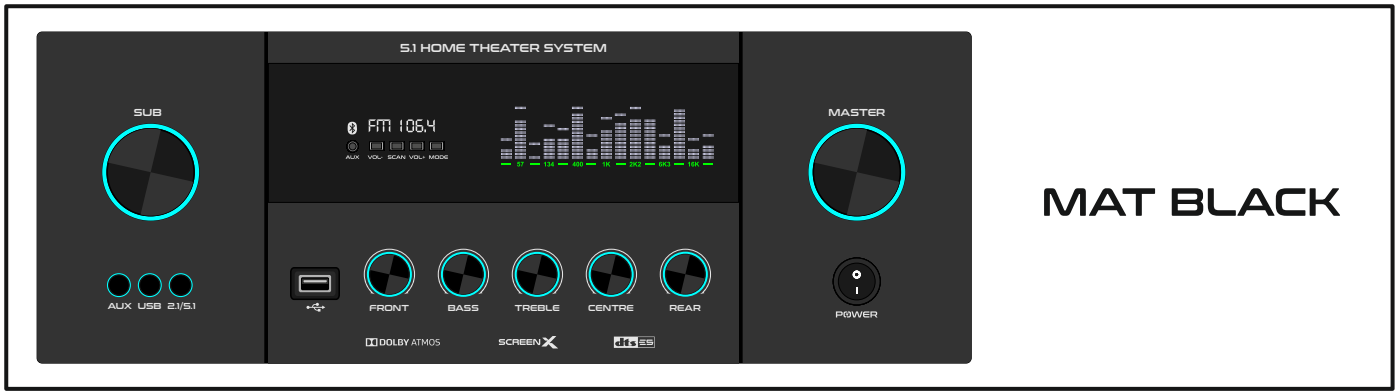 5.1 HOME THEATER SYSTEM
SUB
MASTER
FM 106.4
AUX VOL- SCAN VOL+ MODE
57 134 400 1K 2K2 6K3 16K
MAT BLACK
AUX USB 2.1/5.1
FRONT BASS TREBLE CENTRE REAR
POWER
DOLBY ATMOS
SCREEN X
dts ES